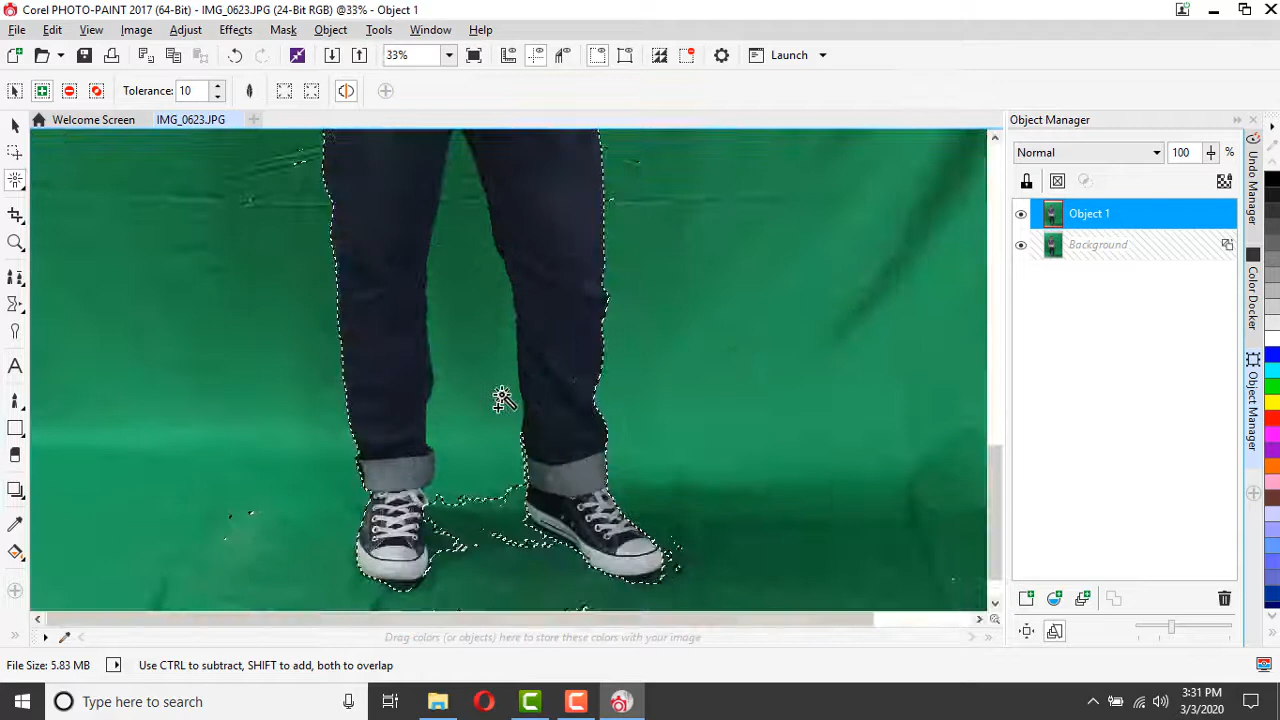 Corel PHOTO-PAINT 2017 (64-Bit) - IMG_0623.JPG (24-Bit RGB) @33% - Object 1
File Edit View Image Adjust Effects Mask Object Tools Window Help
33% Launch
Tolerance: 10
Welcome Screen IMG_0623.JPG
Object Manager
Normal 100 %
Object 1
Background
Undo Manager
Color Docker
Object Manager
Drag colors (or objects) here to store these colors with your image
File Size: 5.83 MB Use CTRL to subtract, SHIFT to add, both to overlap
Type here to search
3:31 PM
3/3/2020